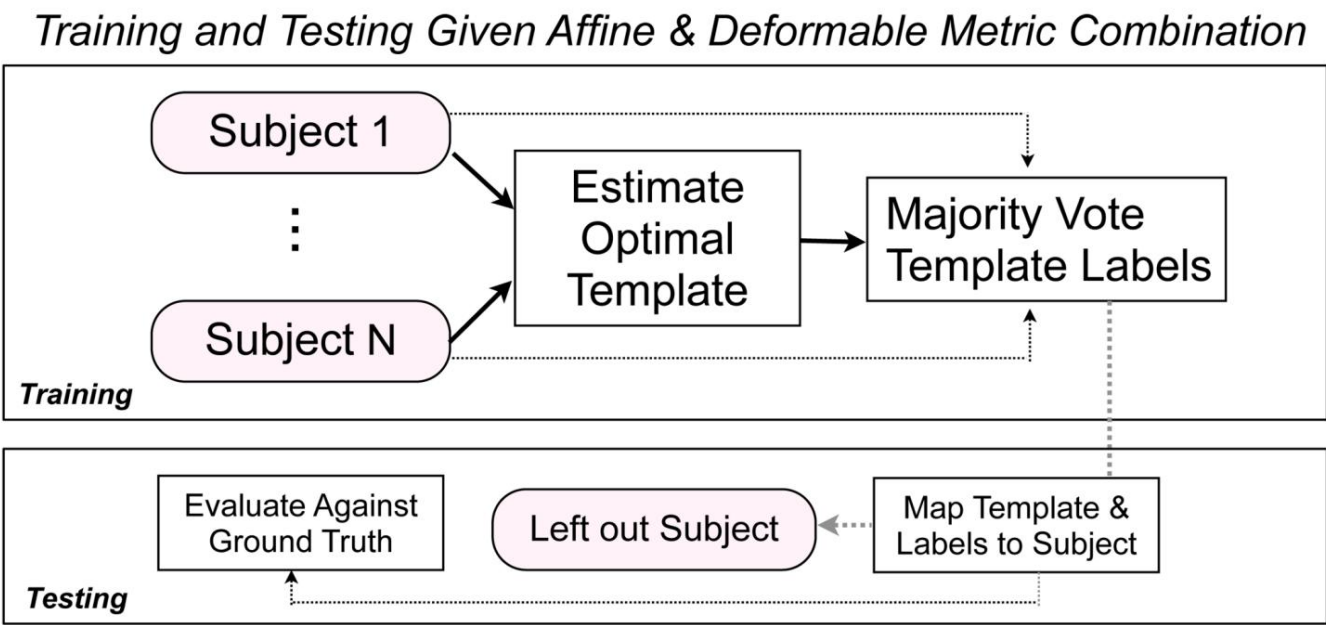 Training and Testing Given Affine & Deformable Metric Combination
Subject 1
Estimate
Optimal
Template
Majority Vote
Template Labels
Subject N
Training
Evaluate Against
Ground Truth
Left out Subject
Map Template &
Labels to Subject
Testing